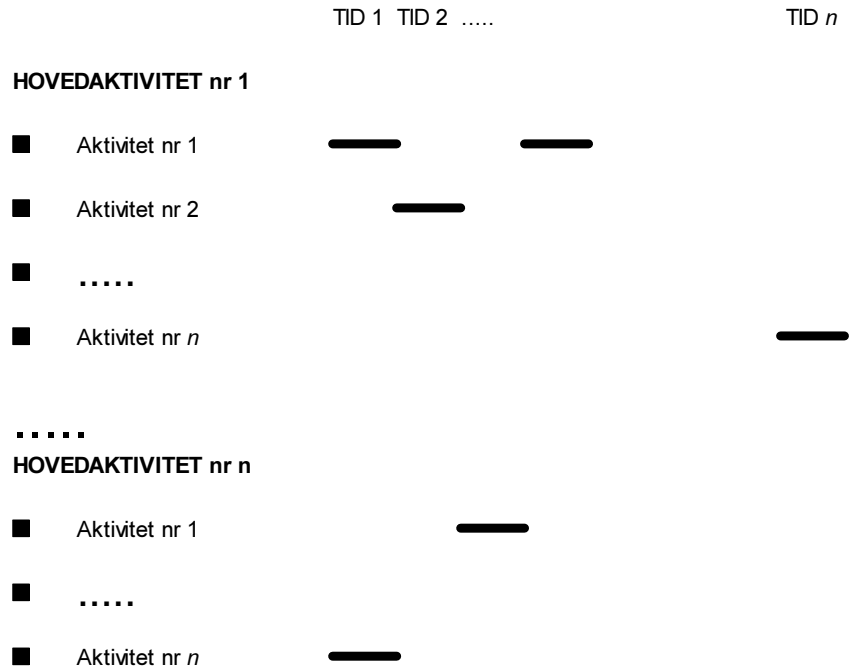 TID 1 TID 2 ..... TID n
HOVEDAKTIVITET nr 1
■ Aktivitet nr 1
■ Aktivitet nr 2
■ .....
■ Aktivitet nr n
.....
HOVEDAKTIVITET nr n
■ Aktivitet nr 1
■ .....
■ Aktivitet nr n